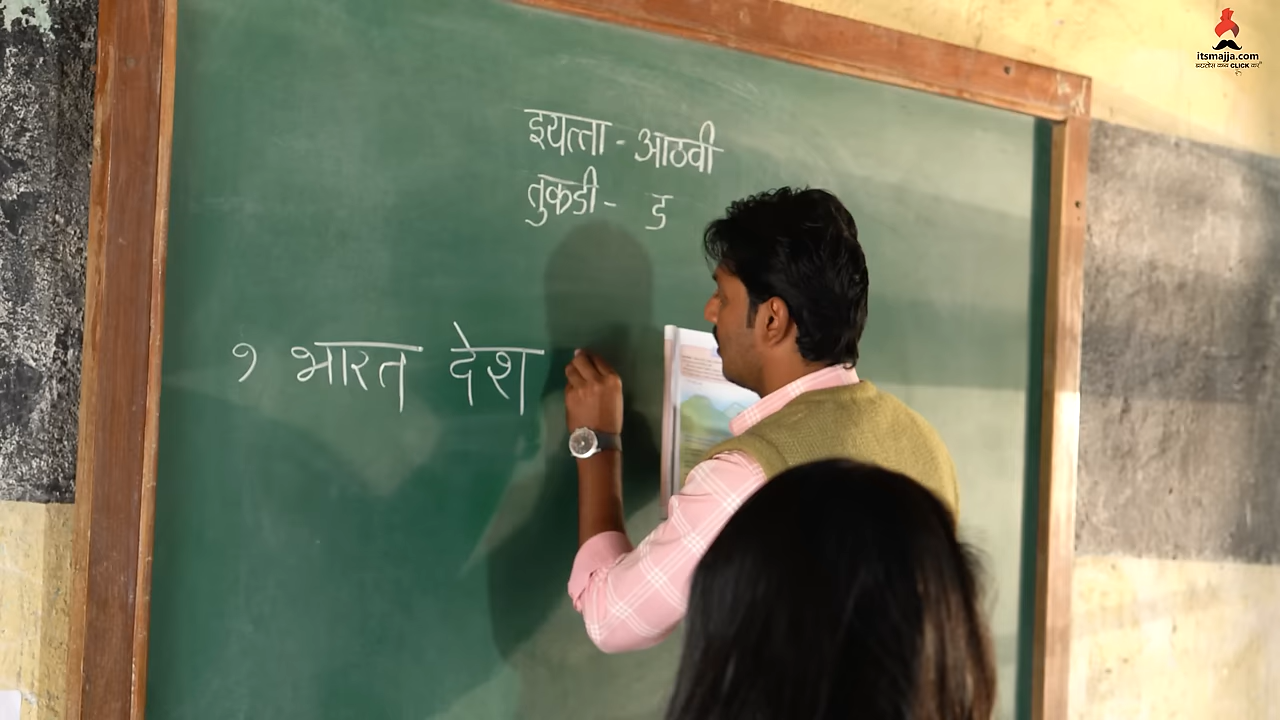 इयत्ता - आठवी
तुकडी - ड
१ भारत देश
itsmajja.com